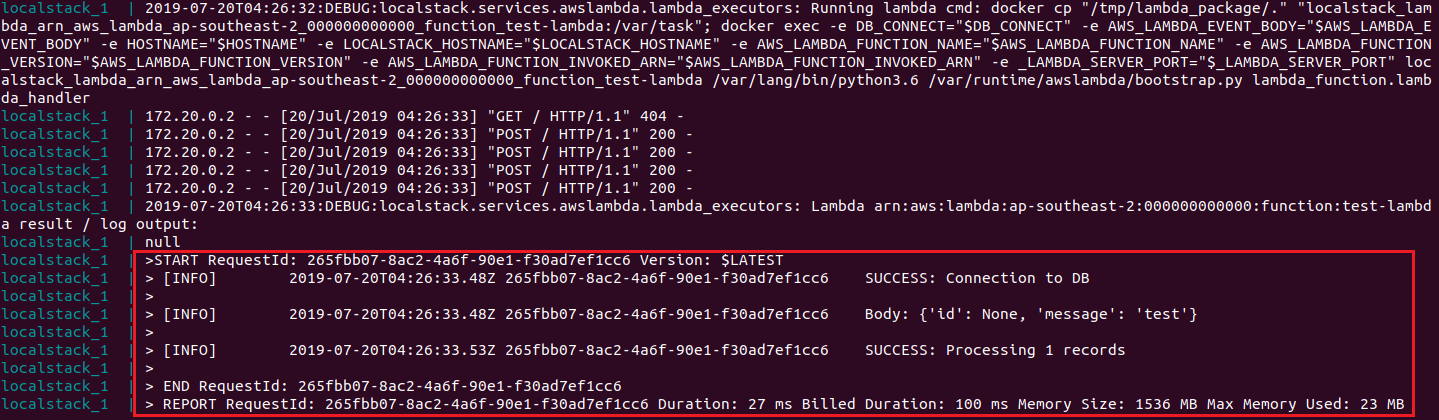 localstack_1  | 2019-07-20T04:26:32:DEBUG:localstack.services.awslambda.lambda_executors: Running lambda cmd: docker cp "/tmp/lambda_package/." "localstack_lam
bda_arn_aws_lambda_ap-southeast-2_000000000000_function_test-lambda:/var/task"; docker exec -e DB_CONNECT="$DB_CONNECT" -e AWS_LAMBDA_EVENT_BODY="$AWS_LAMBDA_E
VENT_BODY" -e HOSTNAME="$HOSTNAME" -e LOCALSTACK_HOSTNAME="$LOCALSTACK_HOSTNAME" -e AWS_LAMBDA_FUNCTION_NAME="$AWS_LAMBDA_FUNCTION_NAME" -e AWS_LAMBDA_FUNCTION
_VERSION="$AWS_LAMBDA_FUNCTION_VERSION" -e AWS_LAMBDA_FUNCTION_INVOKED_ARN="$AWS_LAMBDA_FUNCTION_INVOKED_ARN" -e _LAMBDA_SERVER_PORT="$_LAMBDA_SERVER_PORT" loc
alstack_lambda_arn_aws_lambda_ap-southeast-2_000000000000_function_test-lambda /var/lang/bin/python3.6 /var/runtime/awslambda/bootstrap.py lambda_function.lamb
da_handler
localstack_1  | 172.20.0.2 - - [20/Jul/2019 04:26:33] "GET / HTTP/1.1" 404 -
localstack_1  | 172.20.0.2 - - [20/Jul/2019 04:26:33] "POST / HTTP/1.1" 200 -
localstack_1  | 172.20.0.2 - - [20/Jul/2019 04:26:33] "POST / HTTP/1.1" 200 -
localstack_1  | 172.20.0.2 - - [20/Jul/2019 04:26:33] "POST / HTTP/1.1" 200 -
localstack_1  | 172.20.0.2 - - [20/Jul/2019 04:26:33] "POST / HTTP/1.1" 200 -
localstack_1  | 2019-07-20T04:26:33:DEBUG:localstack.services.awslambda.lambda_executors: Lambda arn:aws:lambda:ap-southeast-2:000000000000:function:test-lambd
a result / log output:
localstack_1  | null
localstack_1  | >START RequestId: 265fbb07-8ac2-4a6f-90e1-f30ad7ef1cc6 Version: $LATEST
localstack_1  | > [INFO]        2019-07-20T04:26:33.48Z 265fbb07-8ac2-4a6f-90e1-f30ad7ef1cc6    SUCCESS: Connection to DB
localstack_1  | >
localstack_1  | > [INFO]        2019-07-20T04:26:33.48Z 265fbb07-8ac2-4a6f-90e1-f30ad7ef1cc6    Body: {'id': None, 'message': 'test'}
localstack_1  | >
localstack_1  | > [INFO]        2019-07-20T04:26:33.53Z 265fbb07-8ac2-4a6f-90e1-f30ad7ef1cc6    SUCCESS: Processing 1 records
localstack_1  | >
localstack_1  | > END RequestId: 265fbb07-8ac2-4a6f-90e1-f30ad7ef1cc6
localstack_1  | > REPORT RequestId: 265fbb07-8ac2-4a6f-90e1-f30ad7ef1cc6 Duration: 27 ms Billed Duration: 100 ms Memory Size: 1536 MB Max Memory Used: 23 MB